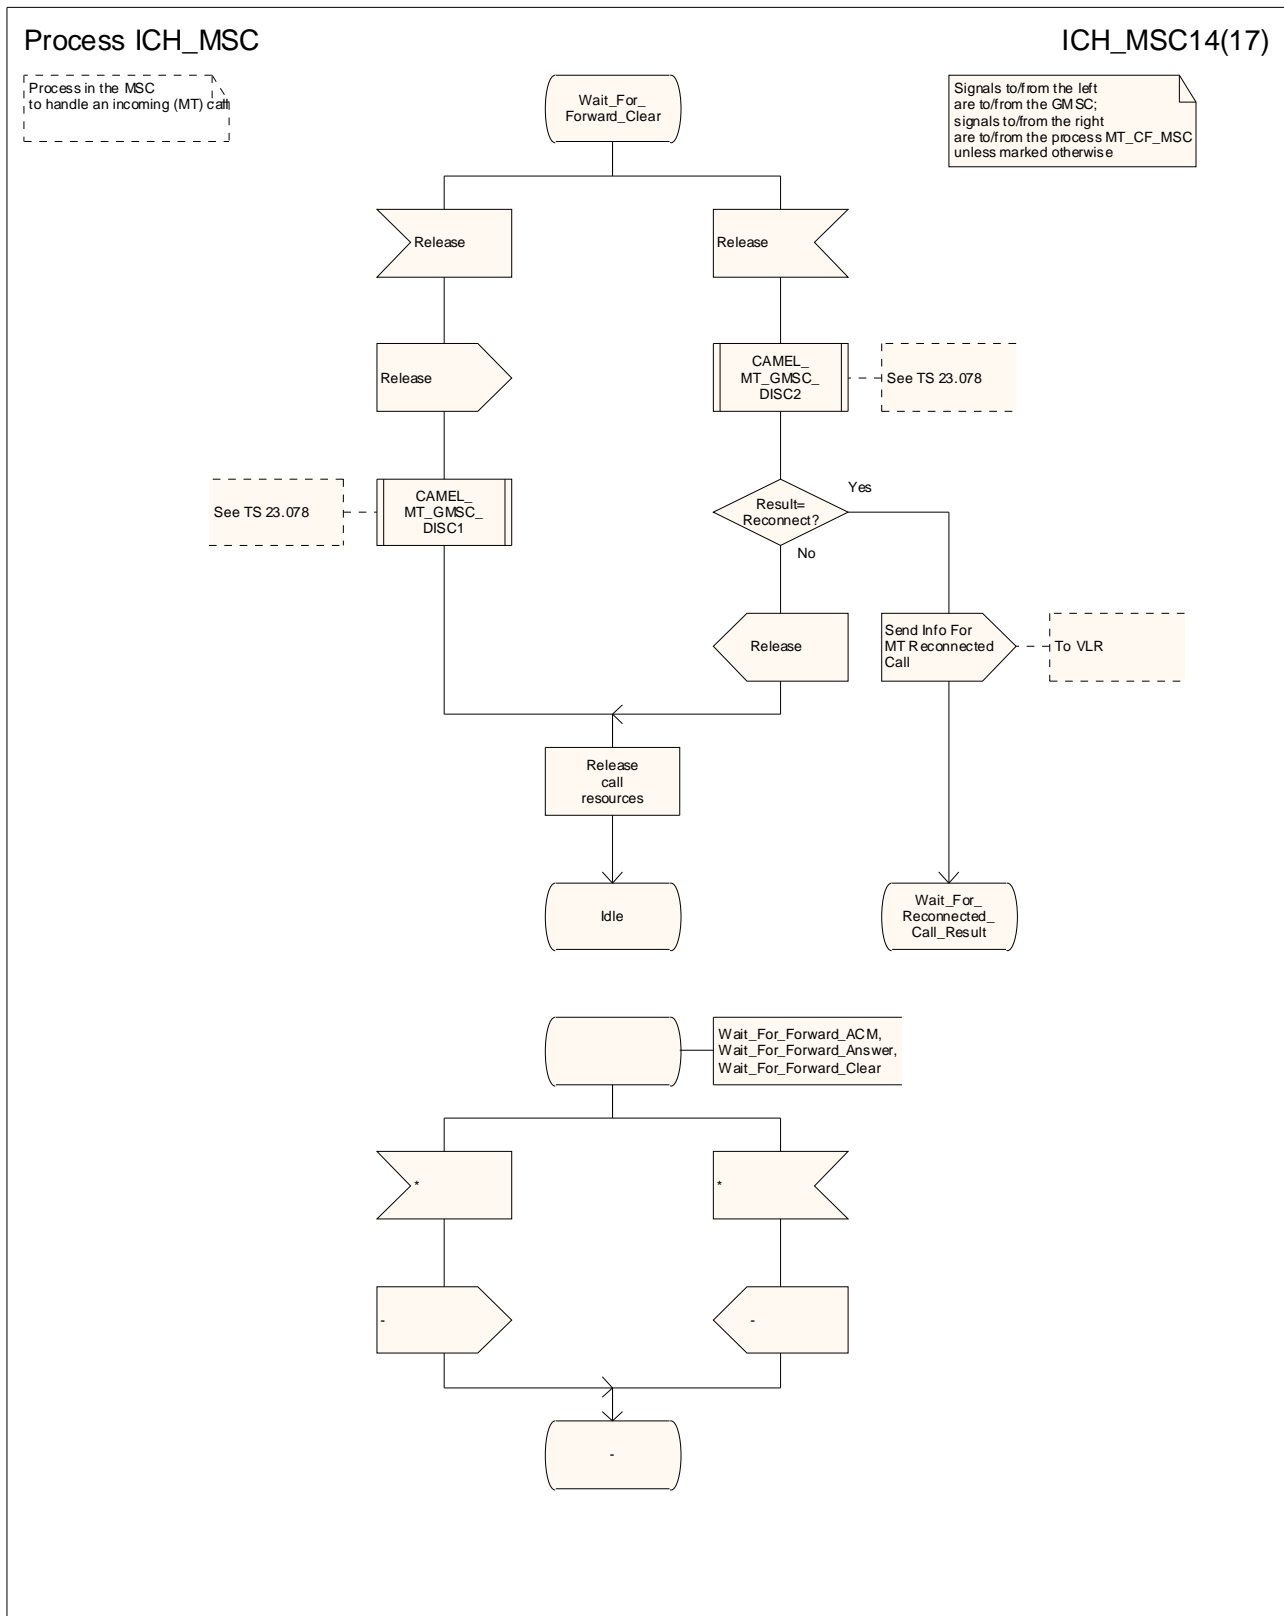 Process ICH_MSC
ICH_MSC14(17)
Process in the MSC
to handle an incoming (MT) call
Signals to/from the left
are to/from the GMSC;
signals to/from the right
are to/from the process MT_CF_MSC
unless marked otherwise
Wait_For_
Forward_Clear
Release
Release
Release
CAMEL_
MT_GMSC_
DISC2
See TS 23.078
See TS 23.078
CAMEL_
MT_GMSC_
DISC1
Result=
Reconnect?
Yes
No
Release
Send Info For
MT Reconnected
Call
To VLR
Release
call
resources
Idle
Wait_For_
Reconnected_
Call_Result
Wait_For_Forward_ACM,
Wait_For_Forward_Answer,
Wait_For_Forward_Clear
*
*
-
-
-